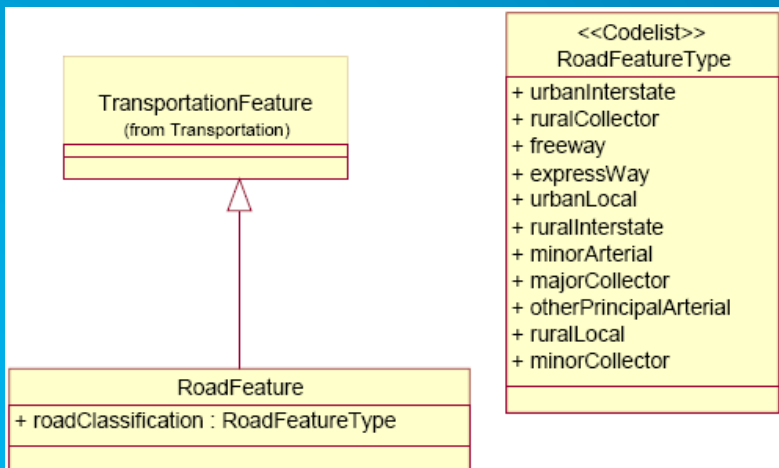 TransportationFeature
(from Transportation)
RoadFeature
+ roadClassification : RoadFeatureType
<<Codelist>>
RoadFeatureType
+ urbanInterstate
+ ruralCollector
+ freeway
+ expressWay
+ urbanLocal
+ ruralInterstate
+ minorArterial
+ majorCollector
+ otherPrincipalArterial
+ ruralLocal
+ minorCollector